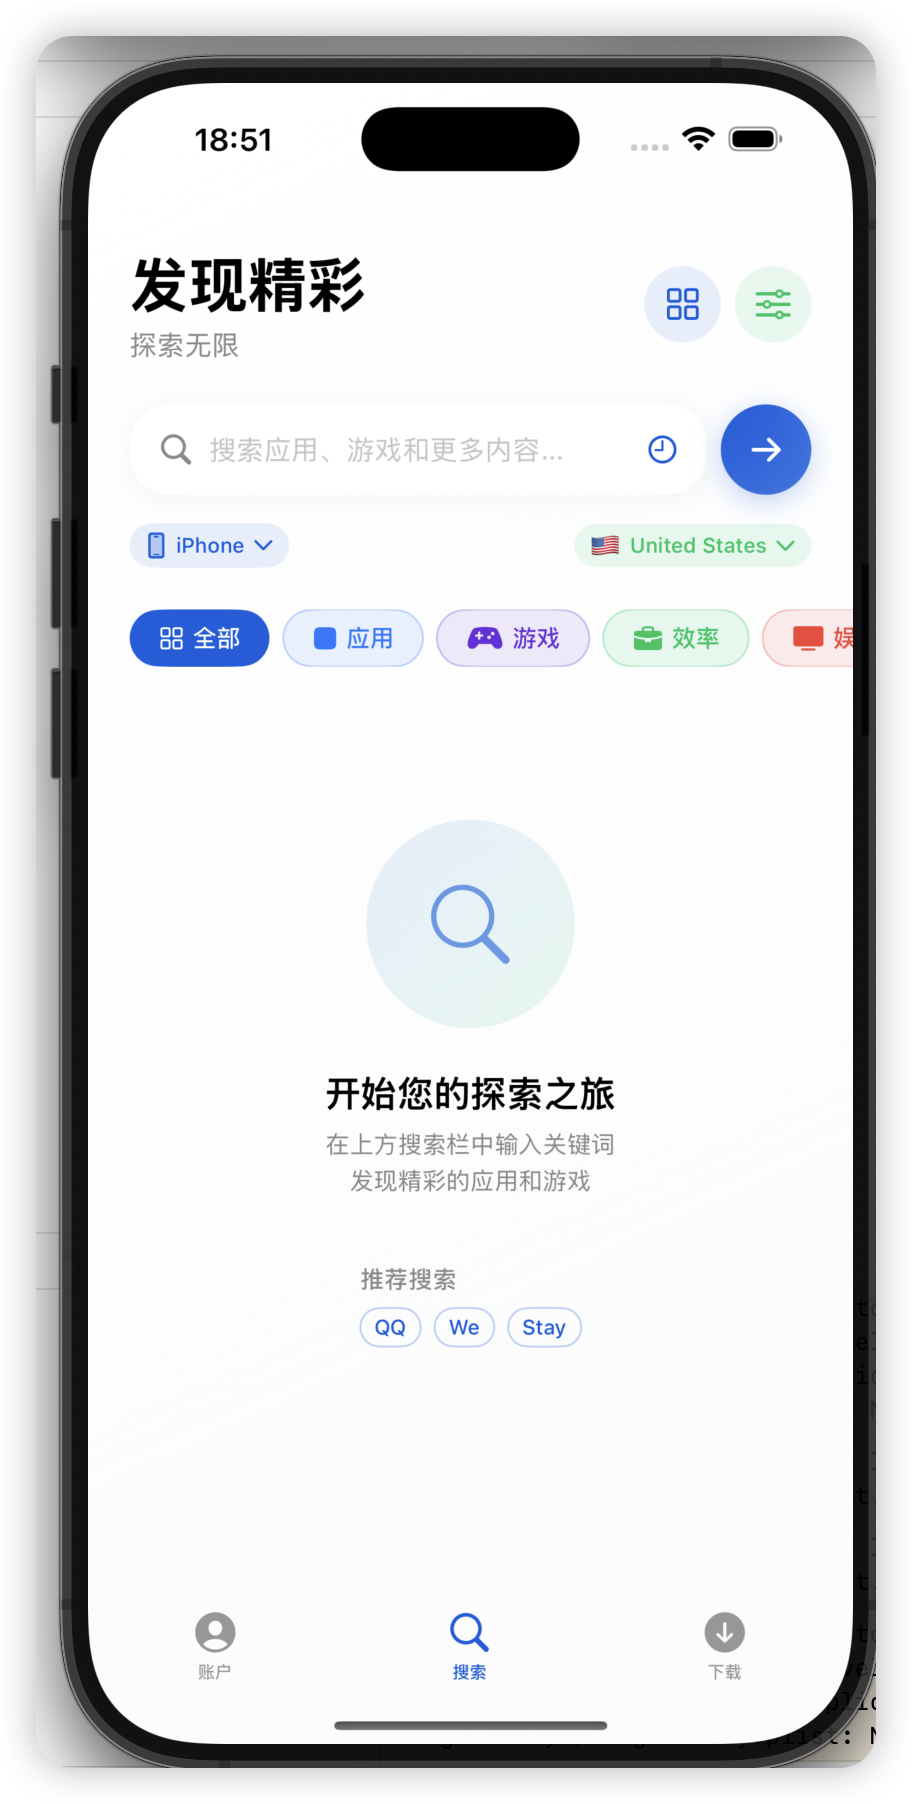 18:51
发现精彩
探索无限
搜索应用、游戏和更多内容...
iPhone
United States
全部
应用
游戏
效率
娱
开始您的探索之旅
在上方搜索栏中输入关键词
发现精彩的应用和游戏
推荐搜索
QQ
We
Stay
账户
搜索
下载